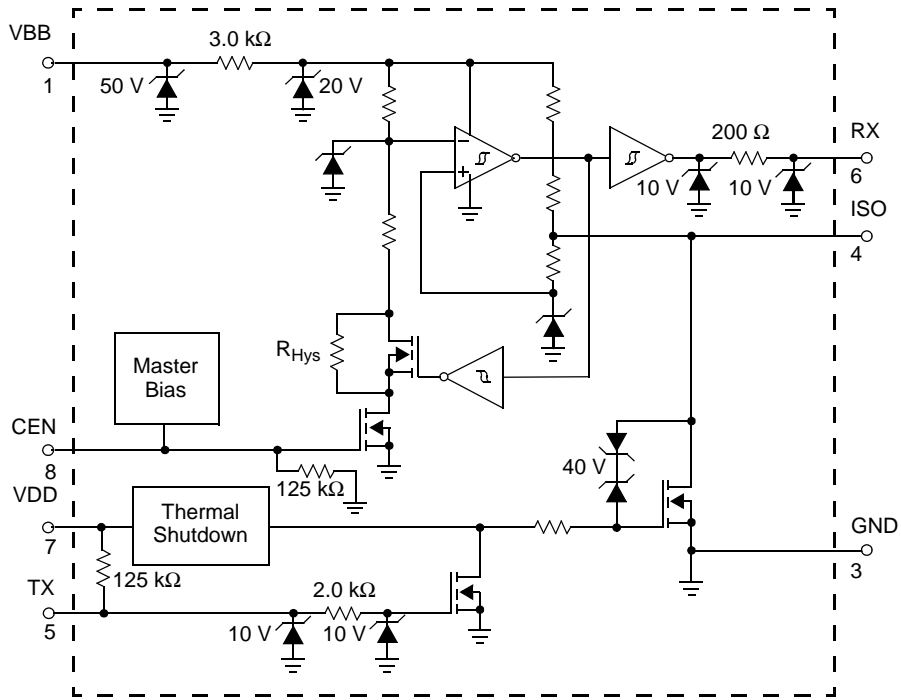 VBB
1
3.0 kΩ
50 V
20 V
200 Ω
RX
6
10 V
10 V
ISO
4
−
+
RHys
Master
Bias
CEN
8
125 kΩ
40 V
VDD
7
Thermal
Shutdown
GND
3
125 kΩ
TX
5
2.0 kΩ
10 V
10 V